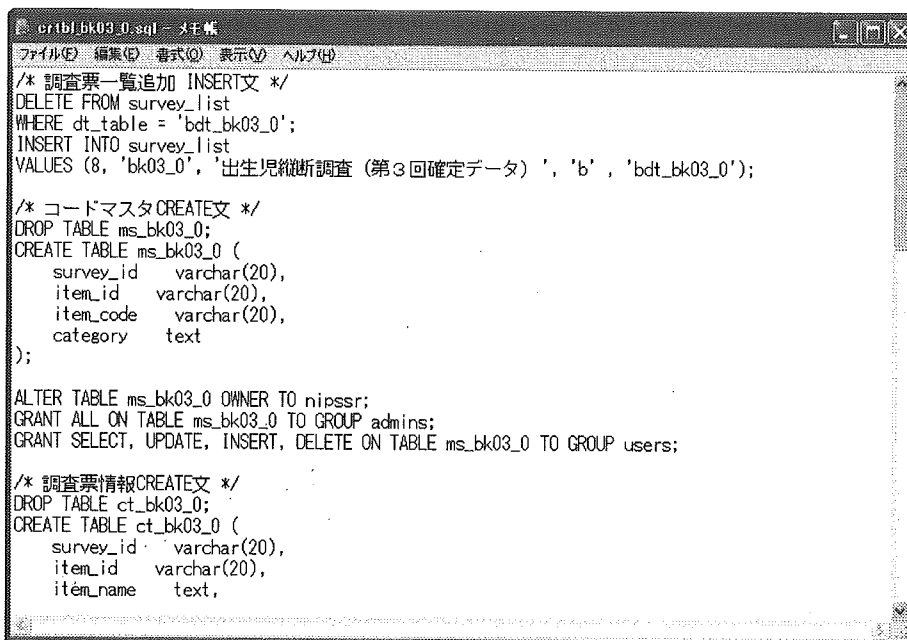 crtbl_bk03_0.sql - メモ帳
ファイル(F) 編集(E) 書式(O) 表示(V) ヘルプ(H)
/* 調査票一覧追加 INSERT文 */
DELETE FROM survey_list
WHERE dt_table = 'bdt_bk03_0';
INSERT INTO survey_list
VALUES (8, 'bk03_0', '出生児縦断調査 (第3回確定データ) ', 'b' , 'bdt_bk03_0');
/* コードマスタCREATE文 */
DROP TABLE ms_bk03_0;
CREATE TABLE ms_bk03_0 (
survey_id varchar(20),
item_id varchar(20),
item_code varchar(20),
category text
);
ALTER TABLE ms_bk03_0 OWNER TO nipssr;
GRANT ALL ON TABLE ms_bk03_0 TO GROUP admins;
GRANT SELECT, UPDATE, INSERT, DELETE ON TABLE ms_bk03_0 TO GROUP users;
/* 調査票情報CREATE文 */
DROP TABLE ct_bk03_0;
CREATE TABLE ct_bk03_0 (
survey_id varchar(20),
item_id varchar(20),
item_name text,